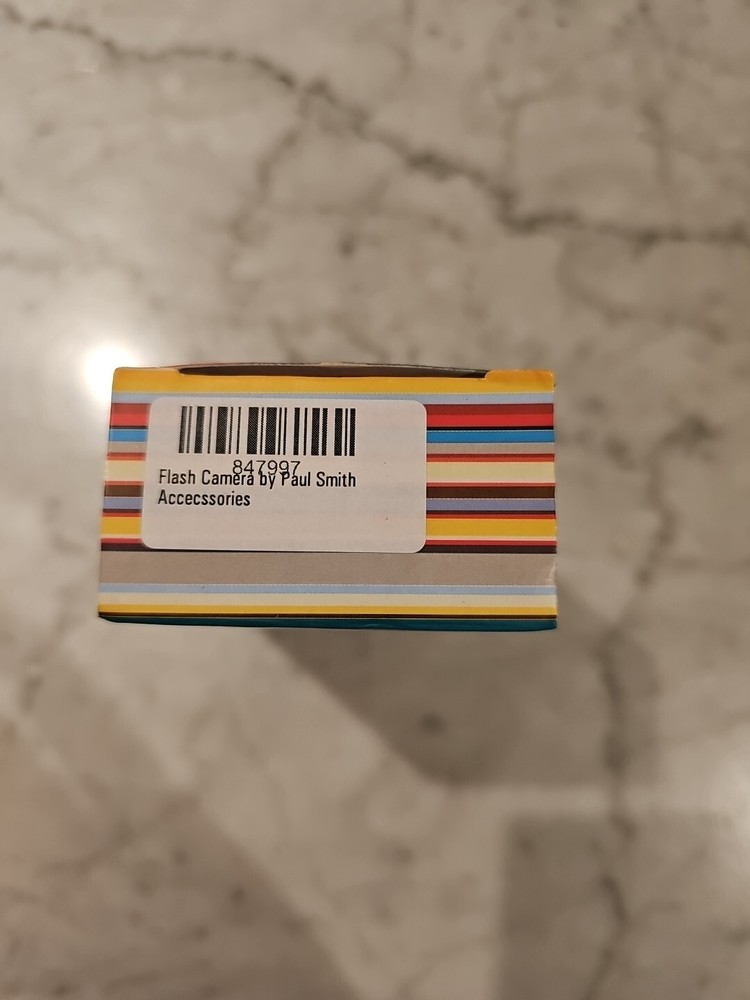 847997
Flash Camera by Paul Smith
Accecssories